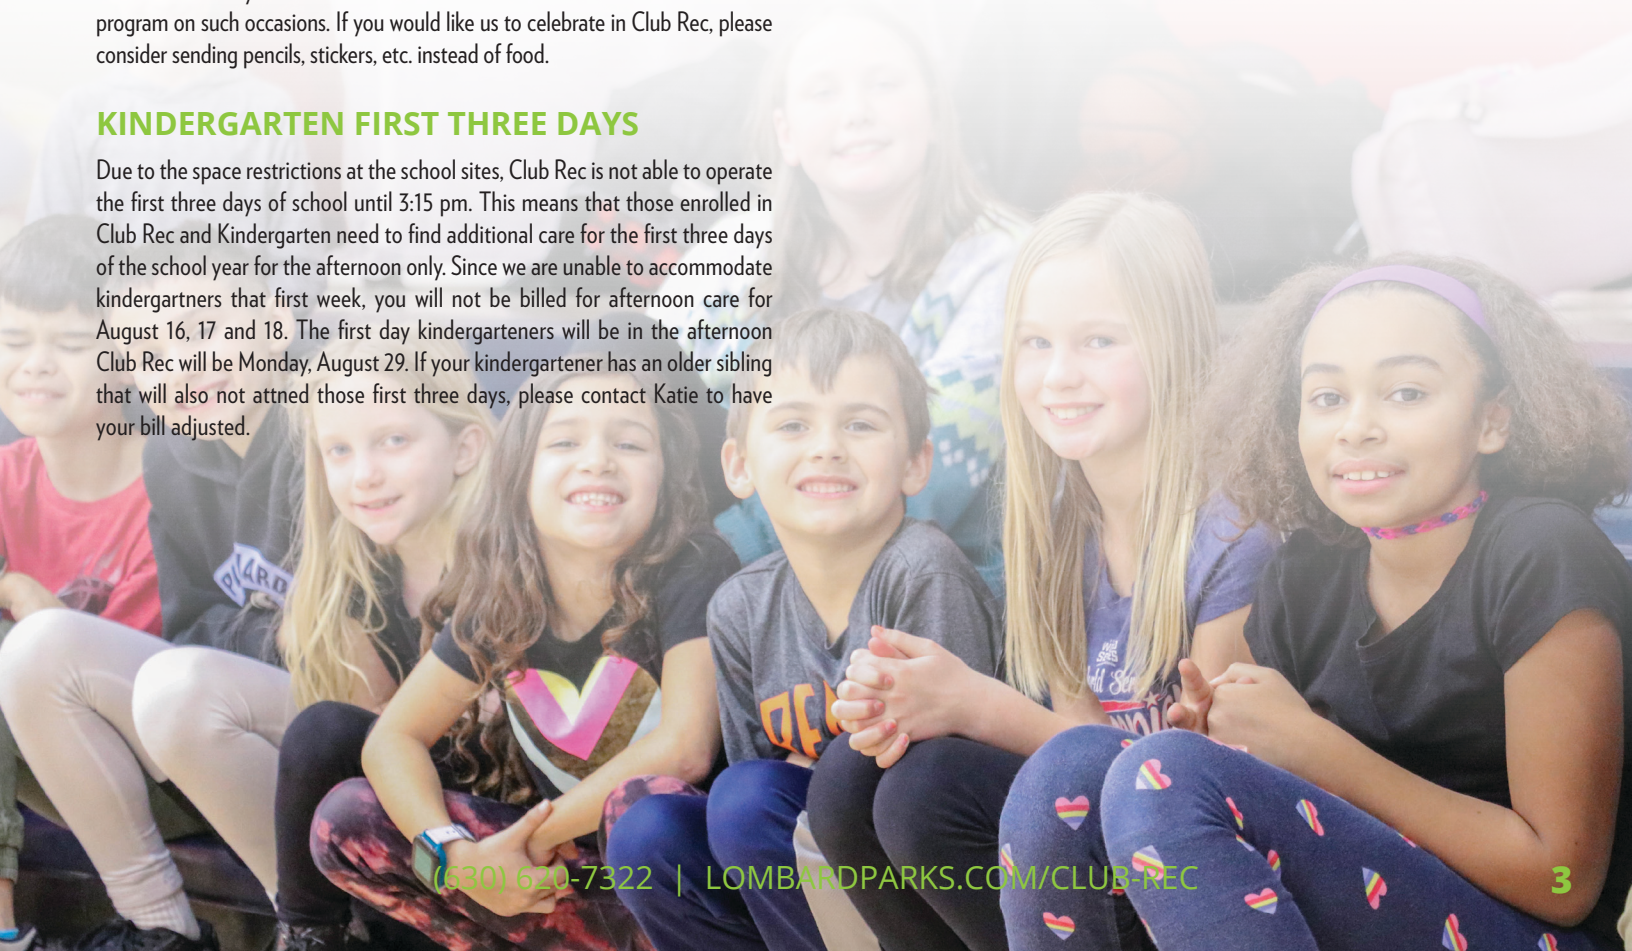 program on such occasions. If you would like us to celebrate in Club Rec, please
consider sending pencils, stickers, etc. instead of food.
KINDERGARTEN FIRST THREE DAYS
Due to the space restrictions at the school sites, Club Rec is not able to operate
the first three days of school until 3:15 pm. This means that those enrolled in
Club Rec and Kindergarten need to find additional care for the first three days
of the school year for the afternoon only. Since we are unable to accommodate
kindergartners that first week, you will not be billed for afternoon care for
August 16, 17 and 18. The first day kindergarteners will be in the afternoon
Club Rec will be Monday, August 29. If your kindergartener has an older sibling
that will also not attned those first three days, please contact Katie to have
your bill adjusted.
(630) 620-7322 | LOMBARDPARKS.COM/CLUB-REC
3